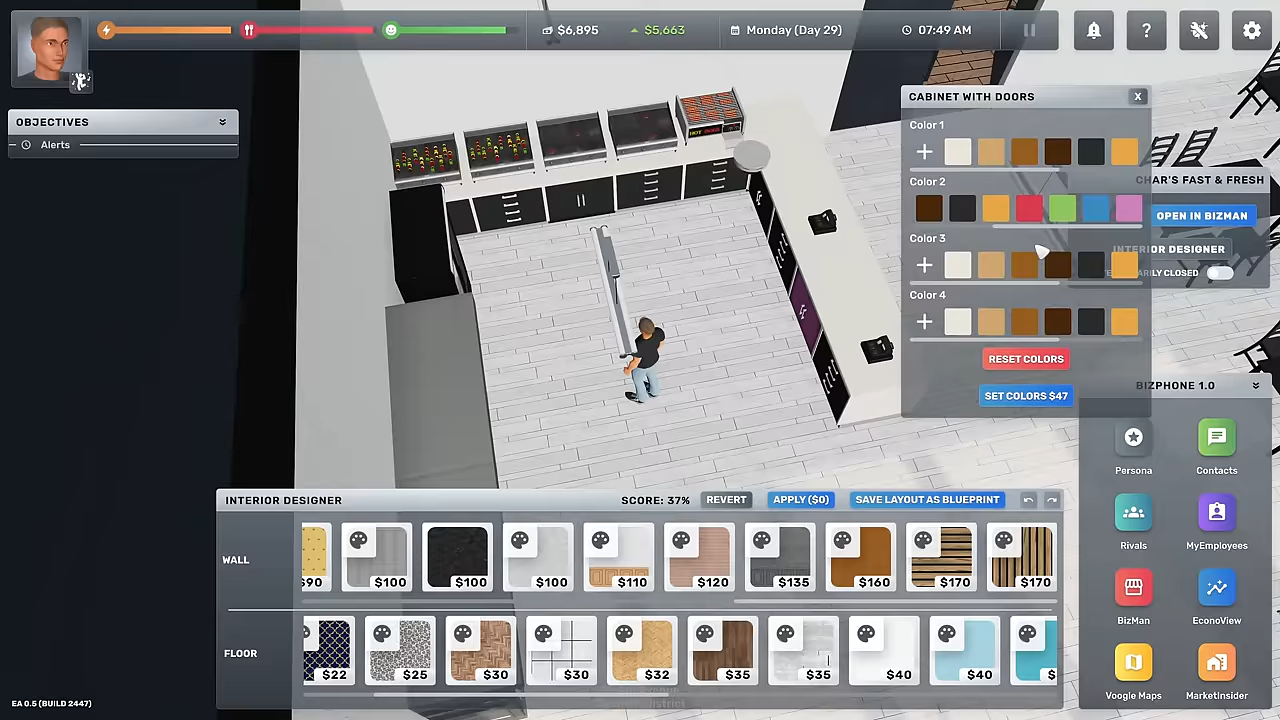 $6,895
$5,663
Monday (Day 29)
07:49 AM
?
OBJECTIVES
Alerts
HOT DOGS
CABINET WITH DOORS
X
Color 1
Color 2
Color 3
Color 4
RESET COLORS
SET COLORS $47
CHAR'S FAST & FRESH
OPEN IN BIZMAN
INTERIOR DESIGNER
ARILY CLOSED
BIZPHONE 1.0
Persona
Contacts
Rivals
MyEmployees
BizMan
EconoView
Voogle Maps
MarketInsider
INTERIOR DESIGNER
SCORE: 37%
REVERT
APPLY ($0)
SAVE LAYOUT AS BLUEPRINT
WALL
$90
$100
$100
$100
$110
$120
$135
$160
$170
$170
FLOOR
$22
$25
$30
$30
$32
$35
$35
$40
$40
$
EA 0.5 (BUILD 2447)